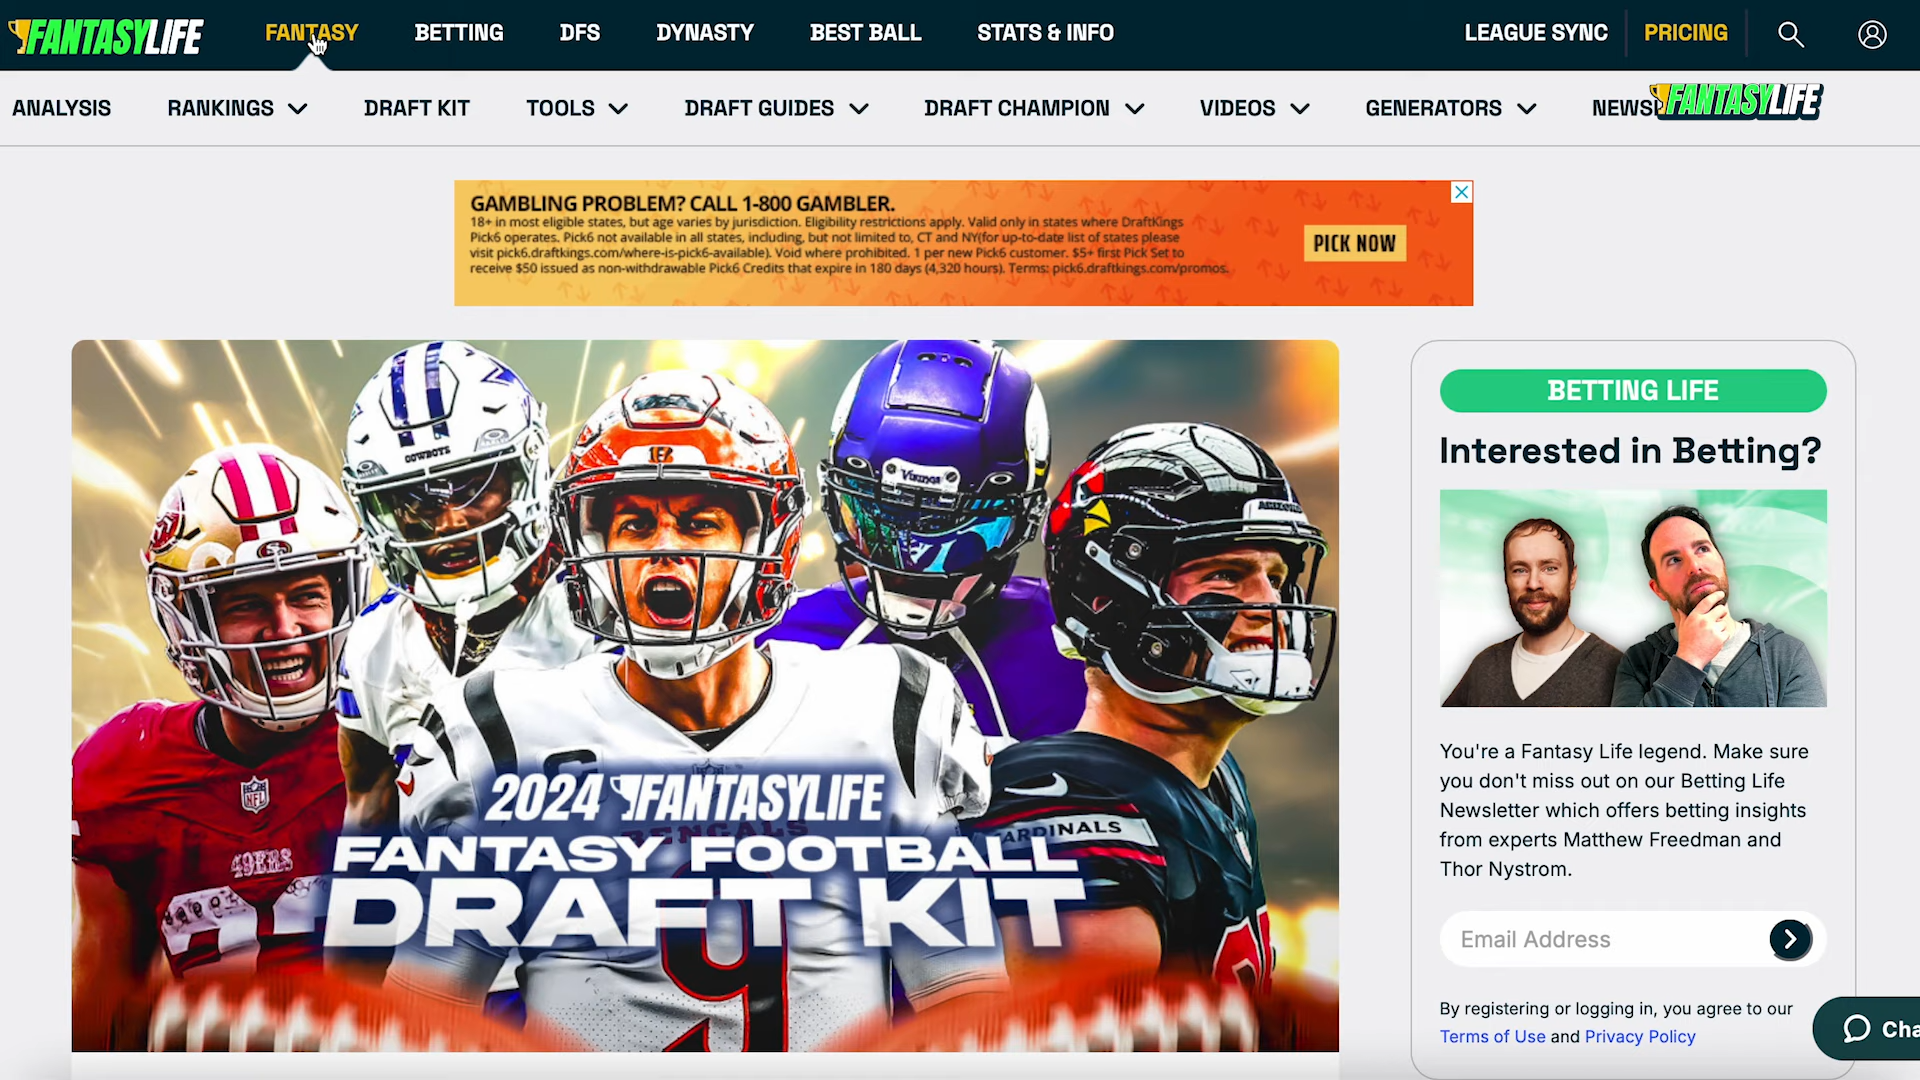 FANTASYLIFE
FANTASY BETTING DFS DYNASTY BEST BALL STATS & INFO LEAGUE SYNC PRICING
ANALYSIS RANKINGS DRAFT KIT TOOLS DRAFT GUIDES DRAFT CHAMPION VIDEOS GENERATORS NEWS
FANTASYLIFE
GAMBLING PROBLEM? CALL 1-800 GAMBLER.
18+ in most eligible states, but age varies by jurisdiction. Eligibility restrictions apply. Valid only in states where DraftKings
Pick6 operates. Pick6 not available in all states, including, but not limited to, CT and NY(for up-to-date list of states please
visit pick6.draftkings.com/where-is-pick6-available). Void where prohibited. 1 per new Pick6 customer. $5+ first Pick Set to
receive $50 issued as non-withdrawable Pick6 Credits that expire in 180 days (4,320 hours). Terms: pick6.draftkings.com/promos.
PICK NOW
COWBOYS
Vikings
NFL
49ERS
BENGALS
CARDINALS
9
2024 FANTASYLIFE
FANTASY FOOTBALL
DRAFT KIT
BETTING LIFE
Interested in Betting?
You're a Fantasy Life legend. Make sure
you don't miss out on our Betting Life
Newsletter which offers betting insights
from experts Matthew Freedman and
Thor Nystrom.
Email Address
By registering or logging in, you agree to our
Terms of Use and Privacy Policy
Cha